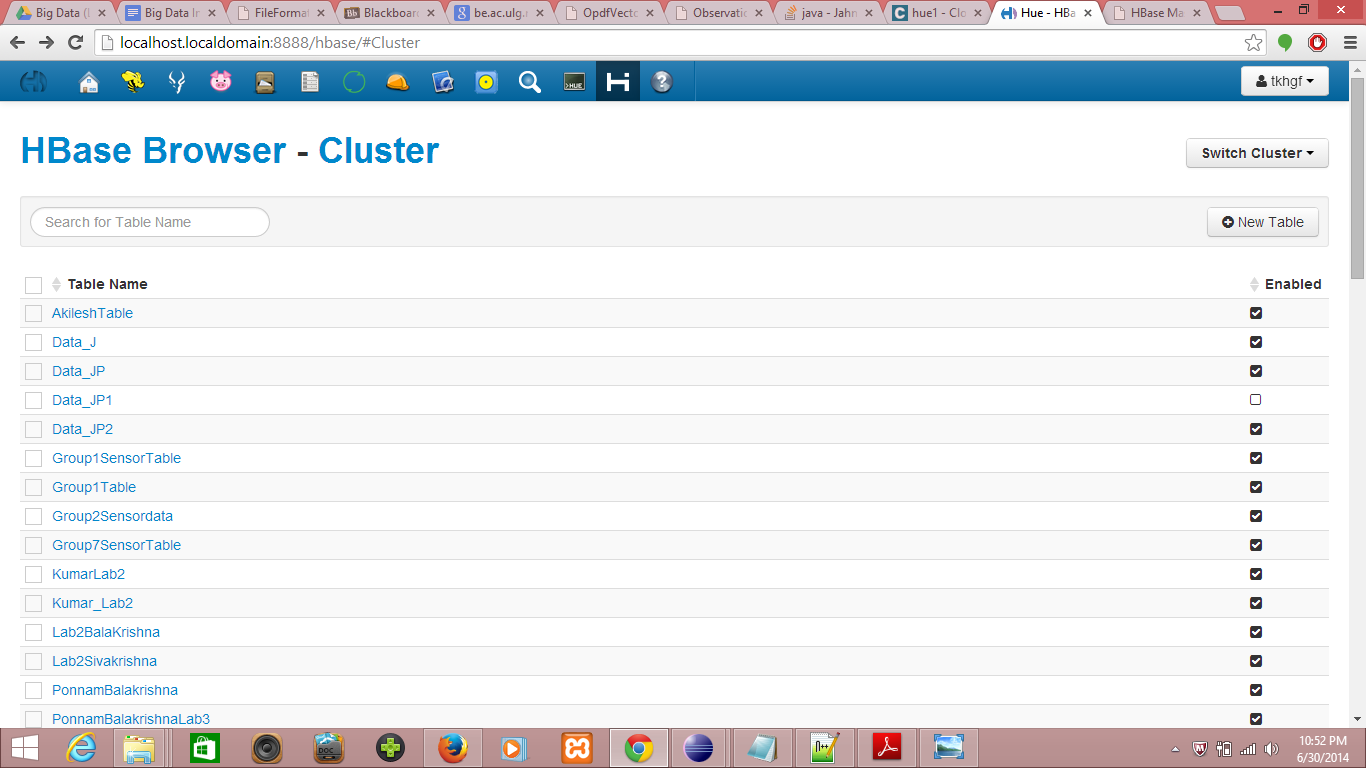 Big Data (L
Big Data In
FileFormat
Bb Blackboard
be.ac.ulg.r
OpdfVecto
Observatio
java - Jahr
hue1 - Clo
Hue - HBa
HBase Ma
localhost.localdomain:8888/hbase/#Cluster
tkhgf
HBase Browser - Cluster
Switch Cluster
Search for Table Name
New Table
Table Name Enabled
AkileshTable
Data_J
Data_JP
Data_JP1
Data_JP2
Group1SensorTable
Group1Table
Group2Sensordata
Group7SensorTable
KumarLab2
Kumar_Lab2
Lab2BalaKrishna
Lab2Sivakrishna
PonnamBalakrishna
PonnamBalakrishnaLab3
10:52 PM
6/30/2014